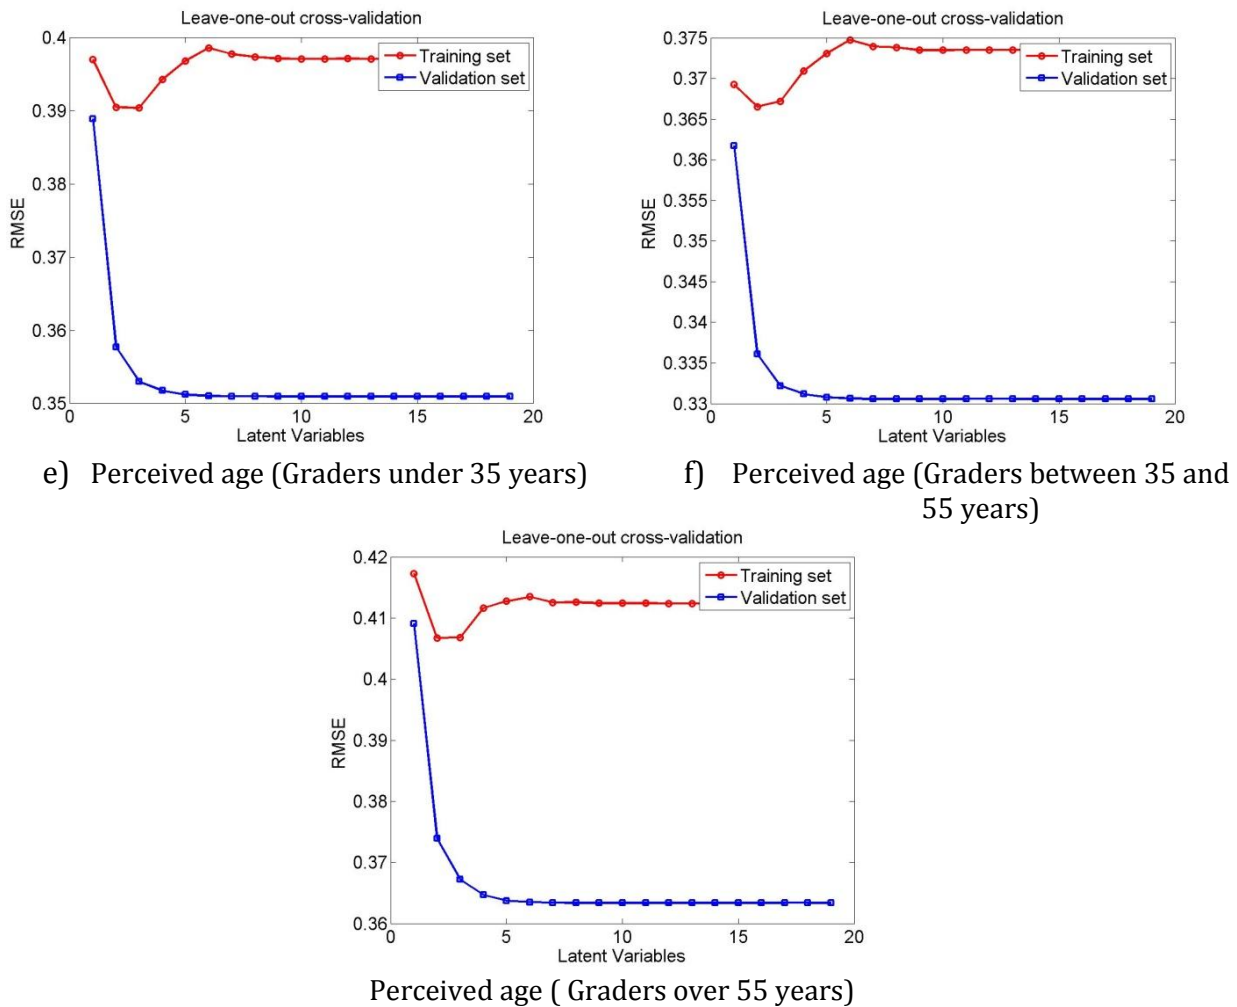 Leave-one-out cross-validation
0.4
0.39
0.38
0.37
0.36
0.35
RMSE
Training set
Validation set
0 5 10 15 20
Latent Variables
e) Perceived age (Graders under 35 years)
Leave-one-out cross-validation
0.375
0.37
0.365
0.36
0.355
0.35
0.345
0.34
0.335
0.33
RMSE
Training set
Validation set
0 5 10 15 20
Latent Variables
f) Perceived age (Graders between 35 and
55 years)
Leave-one-out cross-validation
0.42
0.41
0.4
0.39
0.38
0.37
0.36
RMSE
Training set
Validation set
0 5 10 15 20
Latent Variables
Perceived age ( Graders over 55 years)